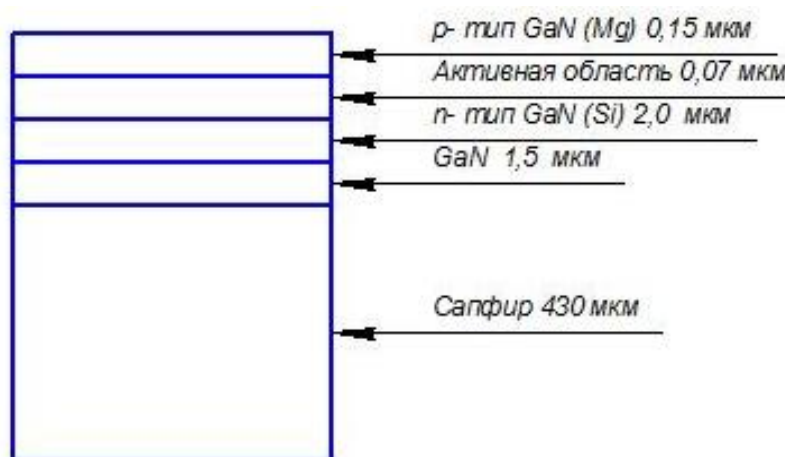 p- тип GaN (Mg) 0,15 мкм
Активная область 0,07 мкм
n- тип GaN (Si) 2,0 мкм
GaN 1,5 мкм
Сапфир 430 мкм